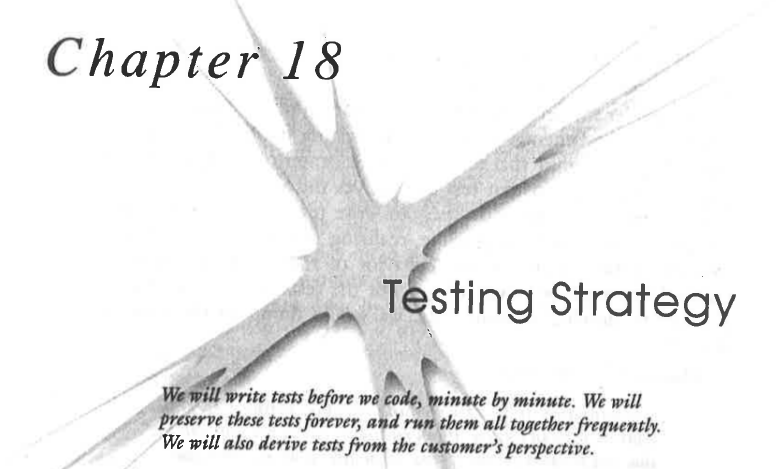 Chapter 18
Testing Strategy
We will write tests before we code, minute by minute. We will
preserve these tests forever, and run them all together frequently.
We will also derive tests from the customer's perspective.